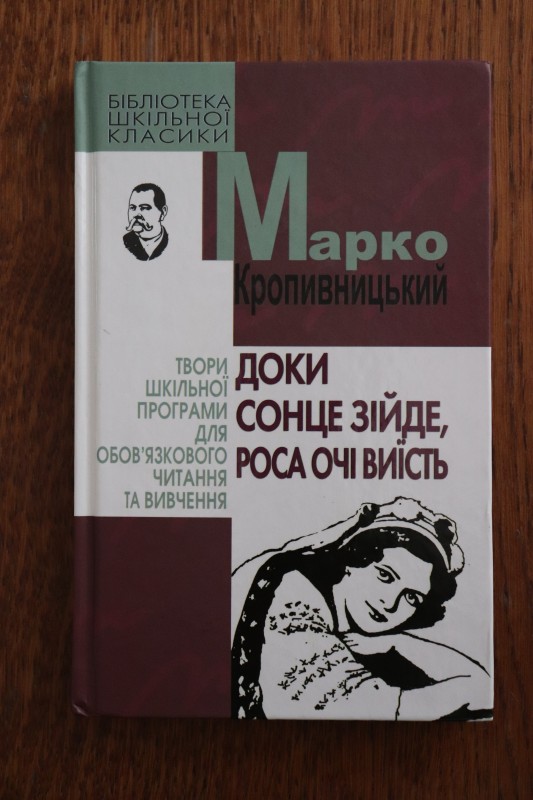 БІБЛІОТЕКА
ШКІЛЬНОЇ
КЛАСИКИ
Марко
Кропивницький
ТВОРИ
ШКІЛЬНОЇ
ПРОГРАМИ
ДЛЯ
ОБОВ'ЯЗКОВОГО
ЧИТАННЯ
ТА ВИВЧЕННЯ
ДОКИ
СОНЦЕ ЗІЙДЕ,
РОСА ОЧІ ВИЇСТЬ